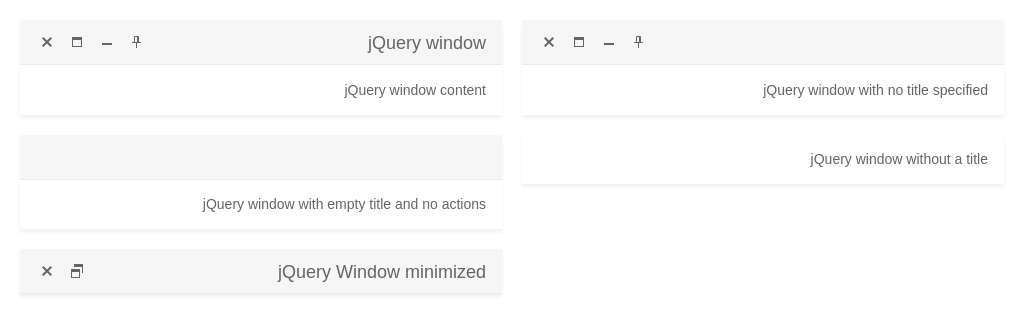 jQuery window
jQuery window content
jQuery window with no title specified
jQuery window with empty title and no actions
jQuery window without a title
jQuery Window minimized